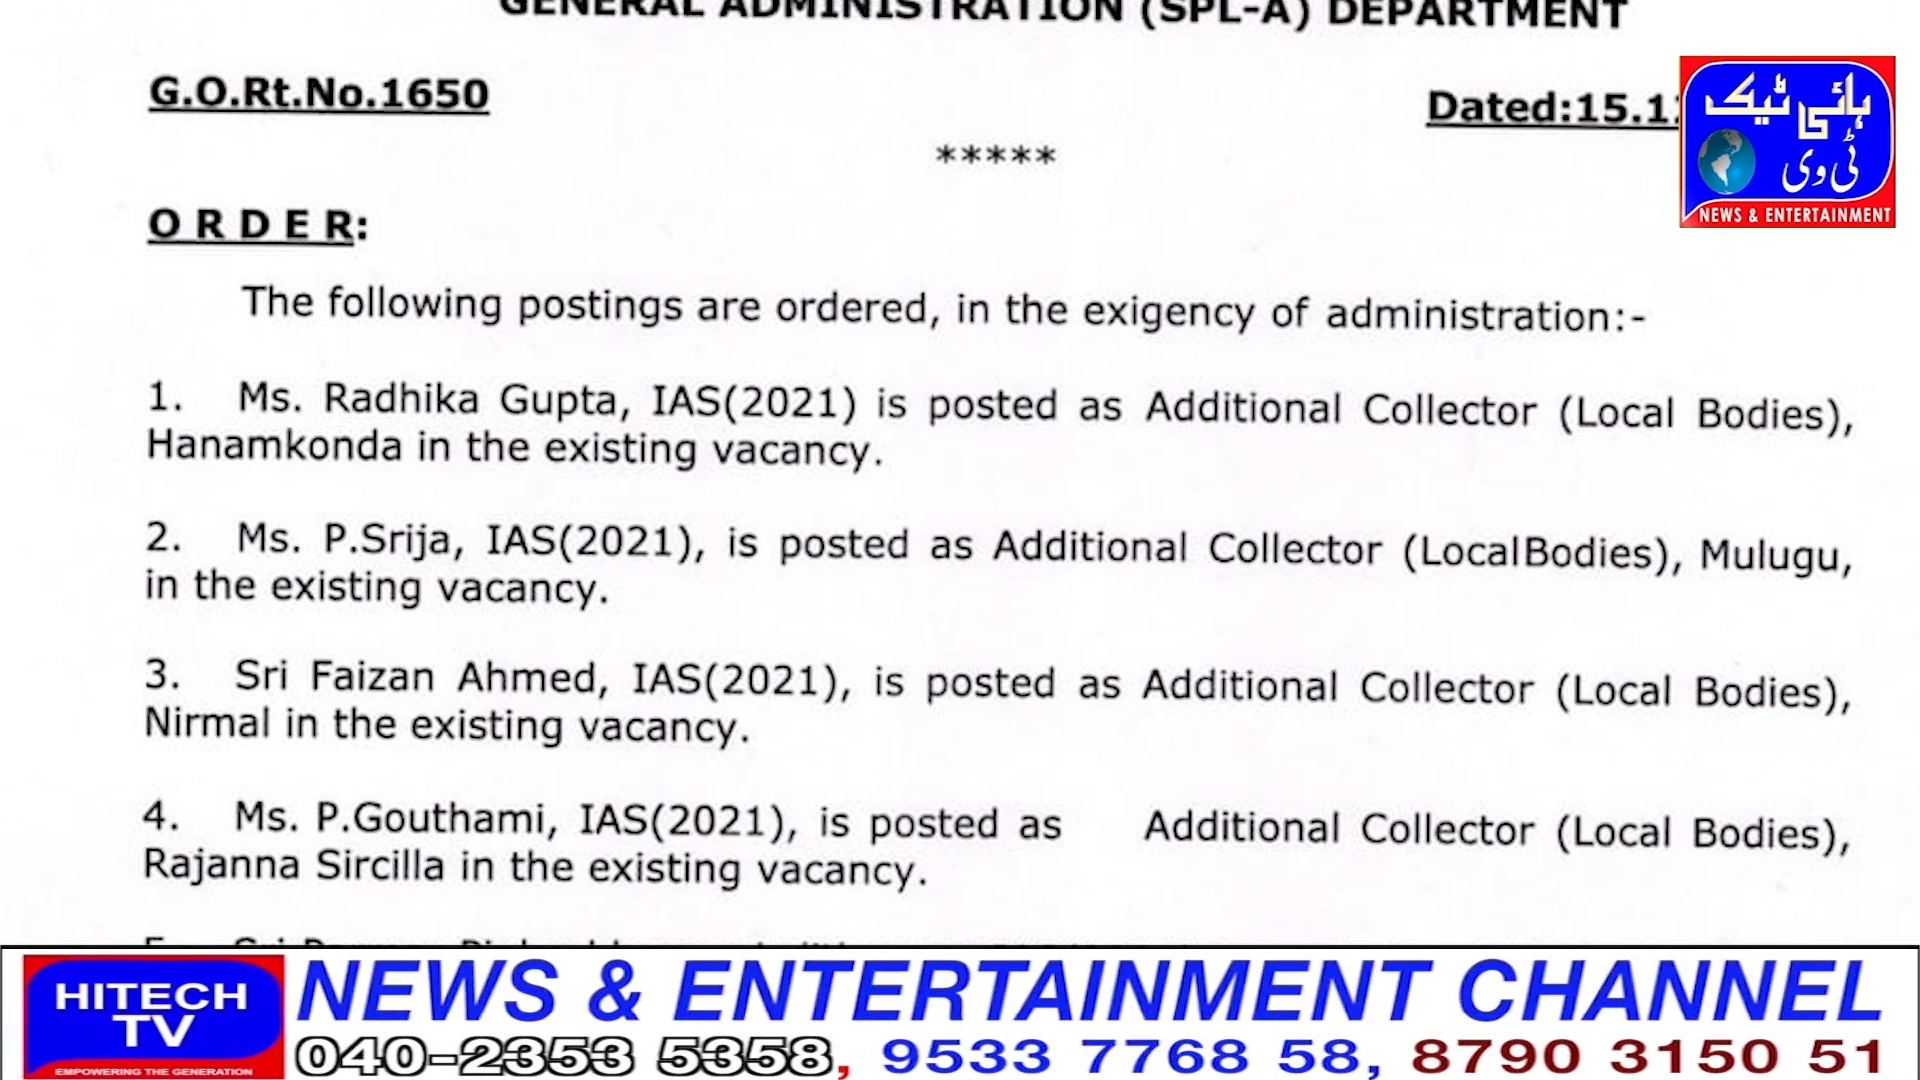 GENERAL ADMINISTRATION (SPL-A) DEPARTMENT
G.O.Rt.No.1650
Dated:15.1
*****
ہائی ٹیک
ٹی وی
NEWS & ENTERTAINMENT
O R D E R:
The following postings are ordered, in the exigency of administration:-
1. Ms. Radhika Gupta, IAS(2021) is posted as Additional Collector (Local Bodies),
Hanamkonda in the existing vacancy.
2. Ms. P.Srija, IAS(2021), is posted as Additional Collector (LocalBodies), Mulugu,
in the existing vacancy.
3. Sri Faizan Ahmed, IAS(2021), is posted as Additional Collector (Local Bodies),
Nirmal in the existing vacancy.
4. Ms. P.Gouthami, IAS(2021), is posted as Additional Collector (Local Bodies),
Rajanna Sircilla in the existing vacancy.
HITECH
TV
EMPOWERING THE GENERATION
NEWS & ENTERTAINMENT CHANNEL
040-2353 5358, 9533 7768 58, 8790 3150 51